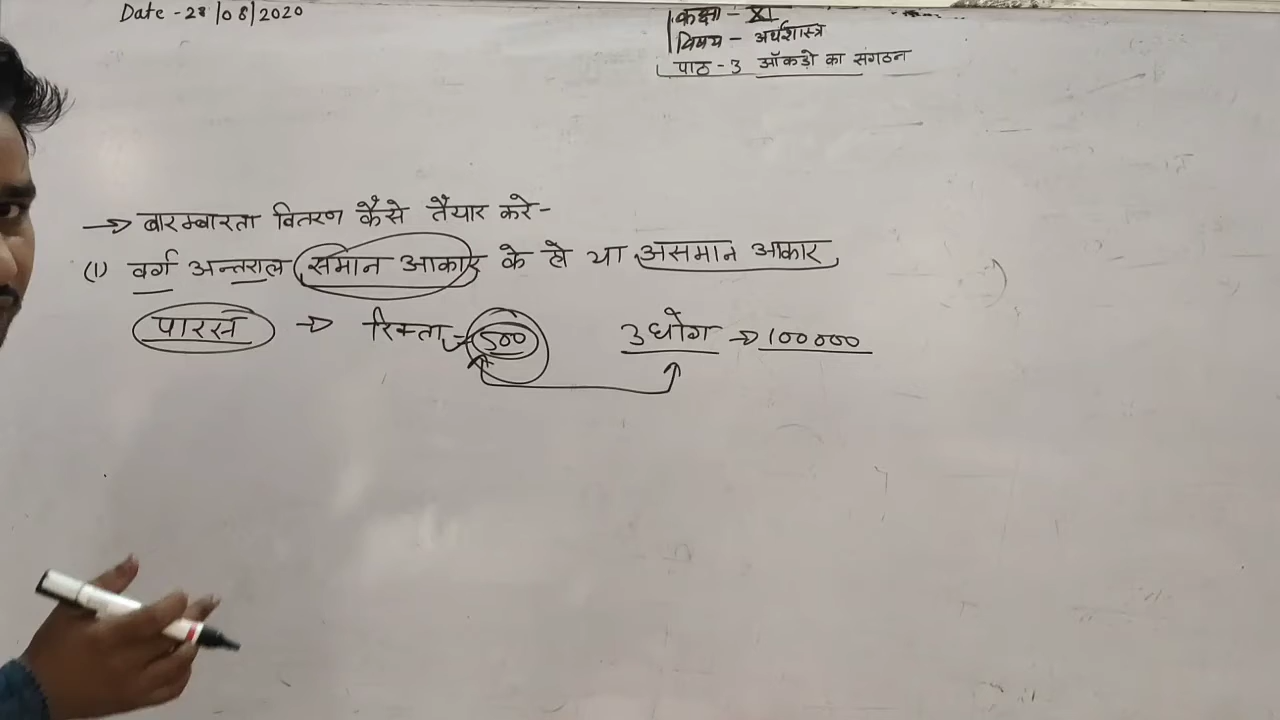 Date - 28/08/2020
कक्षा - XI
विषय - अर्थशास्त्र
पाठ - 3 ऑकड़ो का संगठन
→ बारम्बारता वितरण कैसे तैयार करे -
(1) वर्ग अन्तराल समान आकार के हो या असमान आकार
पारस → रिक्ता → 500 उधोग → 100000